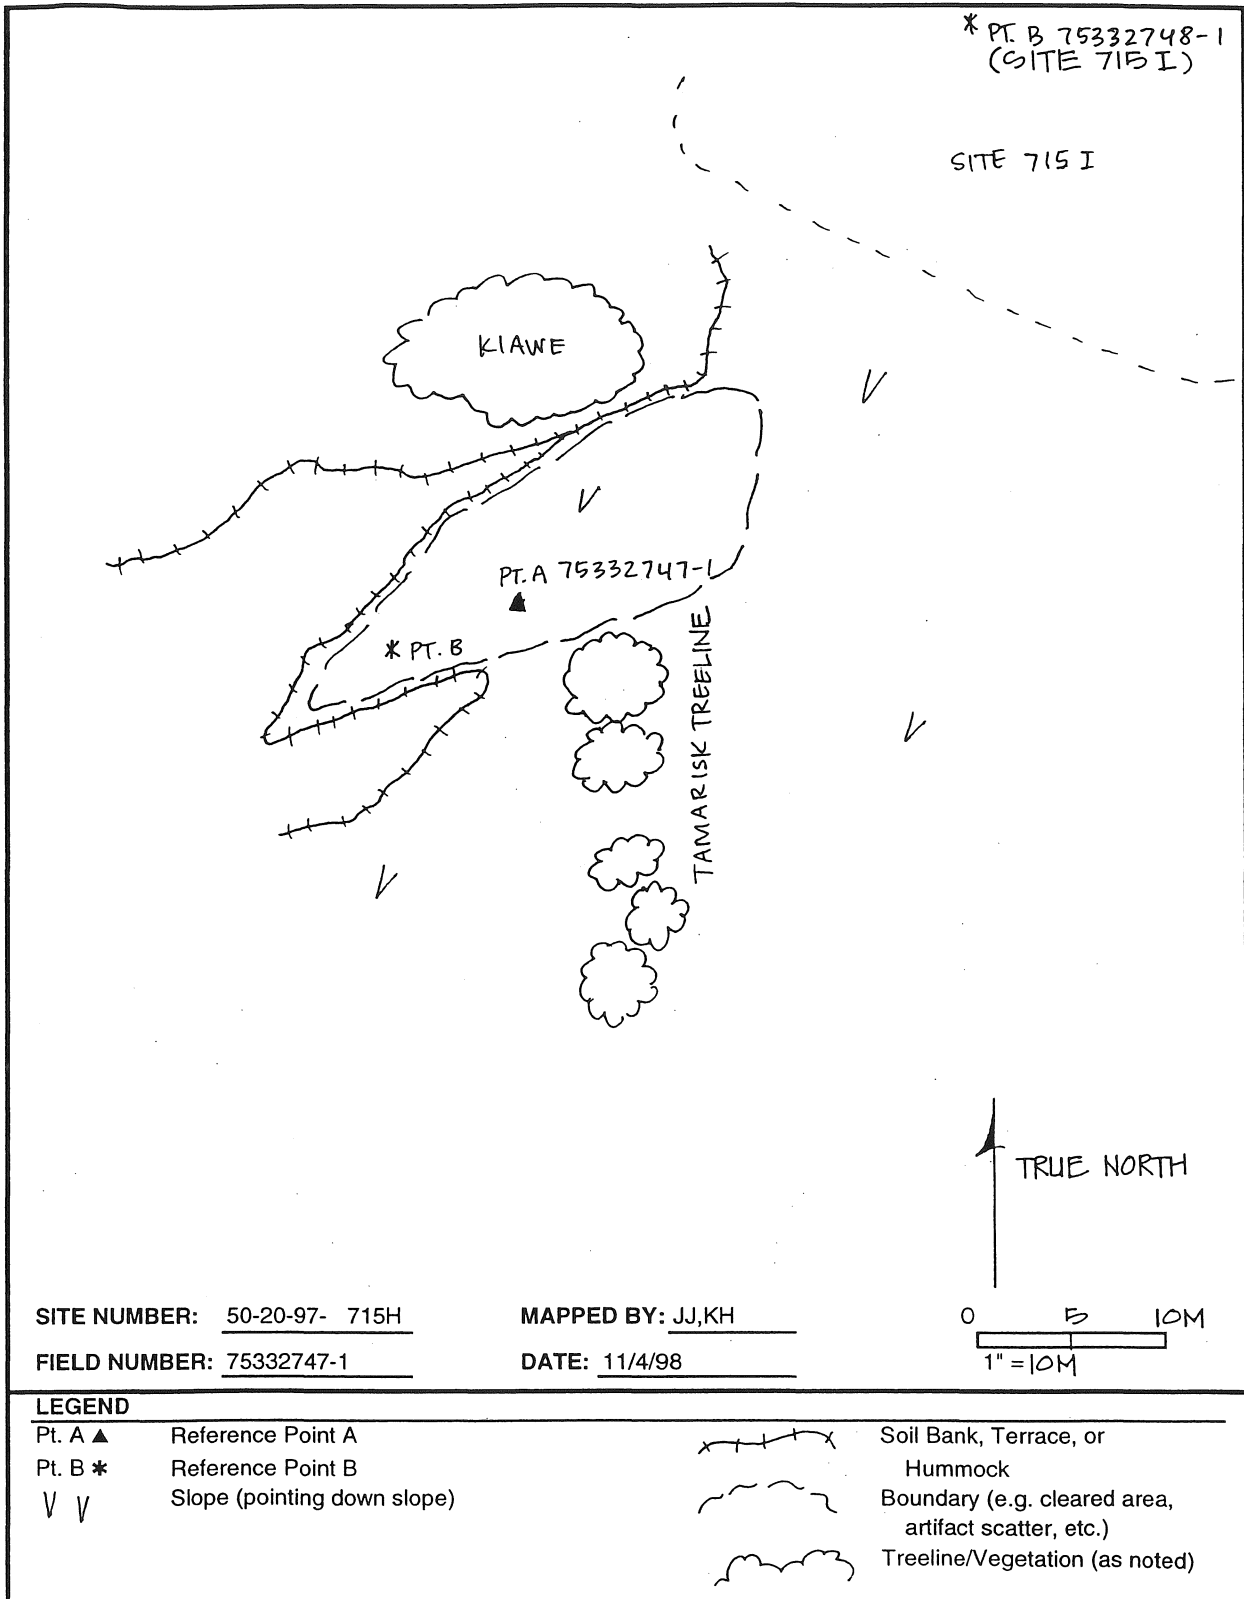 * PT. B 75332748-1
(SITE 715 I)
SITE 715 I
KIAWE
PT. A 75332747-1
* PT. B
TAMARISK TREELINE
TRUE NORTH
SITE NUMBER: 50-20-97- 715H
MAPPED BY: JJ,KH
0 5 10M
FIELD NUMBER: 75332747-1
DATE: 11/4/98
1" = 10M
LEGEND
Pt. A ▲ Reference Point A
Pt. B * Reference Point B
V V Slope (pointing down slope)
Soil Bank, Terrace, or
Hummock
Boundary (e.g. cleared area,
artifact scatter, etc.)
Treeline/Vegetation (as noted)